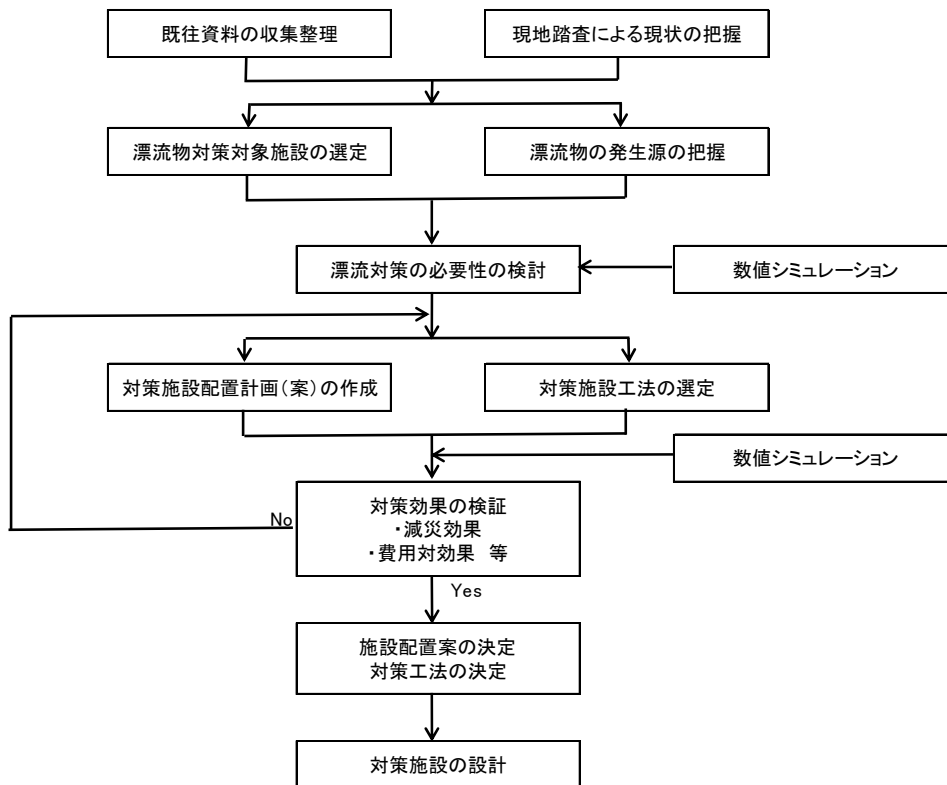 既往資料の収集整理
現地踏査による現状の把握
漂流物対策対象施設の選定
漂流物の発生源の把握
漂流対策の必要性の検討
数値シミュレーション
対策施設配置計画(案)の作成
対策施設工法の選定
数値シミュレーション
対策効果の検証
・減災効果
・費用対効果 等
No
Yes
施設配置案の決定
対策工法の決定
対策施設の設計